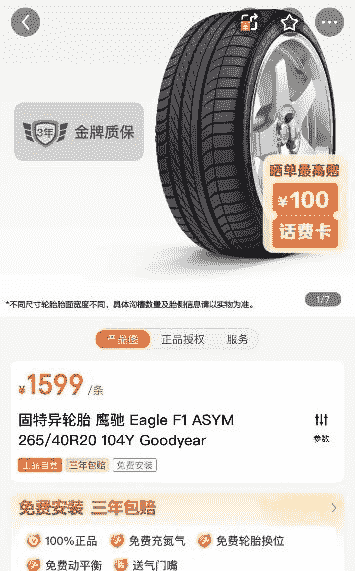 3年 金牌质保
晒单最高赠
¥100
话费卡
*不同尺寸轮胎胎面宽度不同，具体沟槽数量及胎侧信息请以实物为准。
1/7
产品图 正品授权 服务
¥1599 /条
固特异轮胎 鹰驰 Eagle F1 ASYM
265/40R20 104Y Goodyear
参数
三年包赔 免费安装
免费安装 三年包赔
100%正品 免费充氮气 免费轮胎换位
免费动平衡 送气门嘴